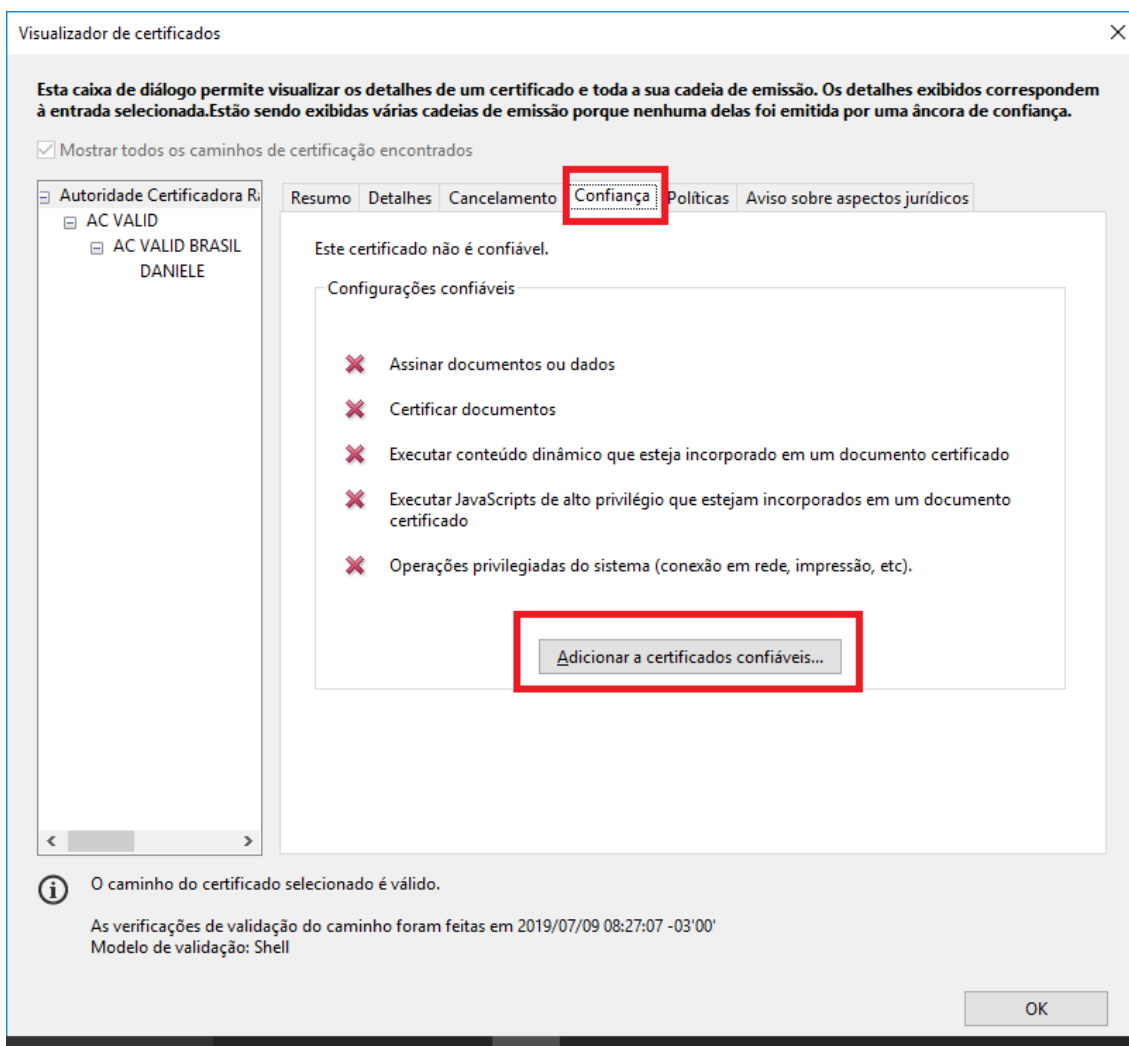 Visualizador de certificados
Esta caixa de diálogo permite visualizar os detalhes de um certificado e toda a sua cadeia de emissão. Os detalhes exibidos correspondem
à entrada selecionada.Estão sendo exibidas várias cadeias de emissão porque nenhuma delas foi emitida por uma âncora de confiança.
Mostrar todos os caminhos de certificação encontrados
Autoridade Certificadora Ra
AC VALID
AC VALID BRASIL
DANIELE
Resumo Detalhes Cancelamento Confiança Políticas Aviso sobre aspectos jurídicos
Este certificado não é confiável.
Configurações confiáveis
Assinar documentos ou dados
Certificar documentos
Executar conteúdo dinâmico que esteja incorporado em um documento certificado
Executar JavaScripts de alto privilégio que estejam incorporados em um documento
certificado
Operações privilegiadas do sistema (conexão em rede, impressão, etc).
Adicionar a certificados confiáveis...
O caminho do certificado selecionado é válido.
As verificações de validação do caminho foram feitas em 2019/07/09 08:27:07 -03'00'
Modelo de validação: Shell
OK